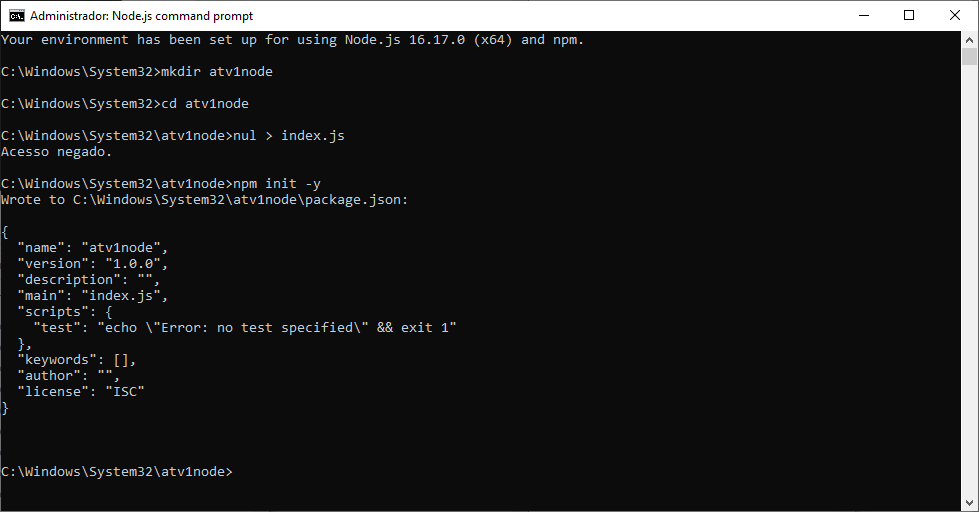 Administrador: Node.js command prompt
Your environment has been set up for using Node.js 16.17.0 (x64) and npm.
C:\Windows\System32>mkdir atv1node
C:\Windows\System32>cd atv1node
C:\Windows\System32\atv1node>nul > index.js
Acesso negado.
C:\Windows\System32\atv1node>npm init -y
Wrote to C:\Windows\System32\atv1node\package.json:
{
  "name": "atv1node",
  "version": "1.0.0",
  "description": "",
  "main": "index.js",
  "scripts": {
    "test": "echo \"Error: no test specified\" && exit 1"
  },
  "keywords": [],
  "author": "",
  "license": "ISC"
}
C:\Windows\System32\atv1node>